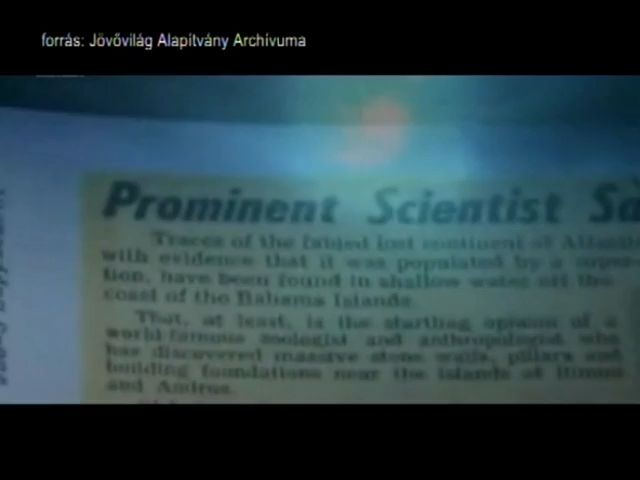 forrás: Jövővilág Alapítvány Archívuma
Prominent Scientist Sa
Traces of the fabled lost continent of Atlant
with evidence that it was populated by a super-
tion, have been found in shallow water off the
coast of the Bahama Islands.
That, at least, is the startling opinion of a
world-famous zoologist and anthropologist who
has discovered massive stone walls, pillars and
building foundations near the islands of Bimini
and Andros.